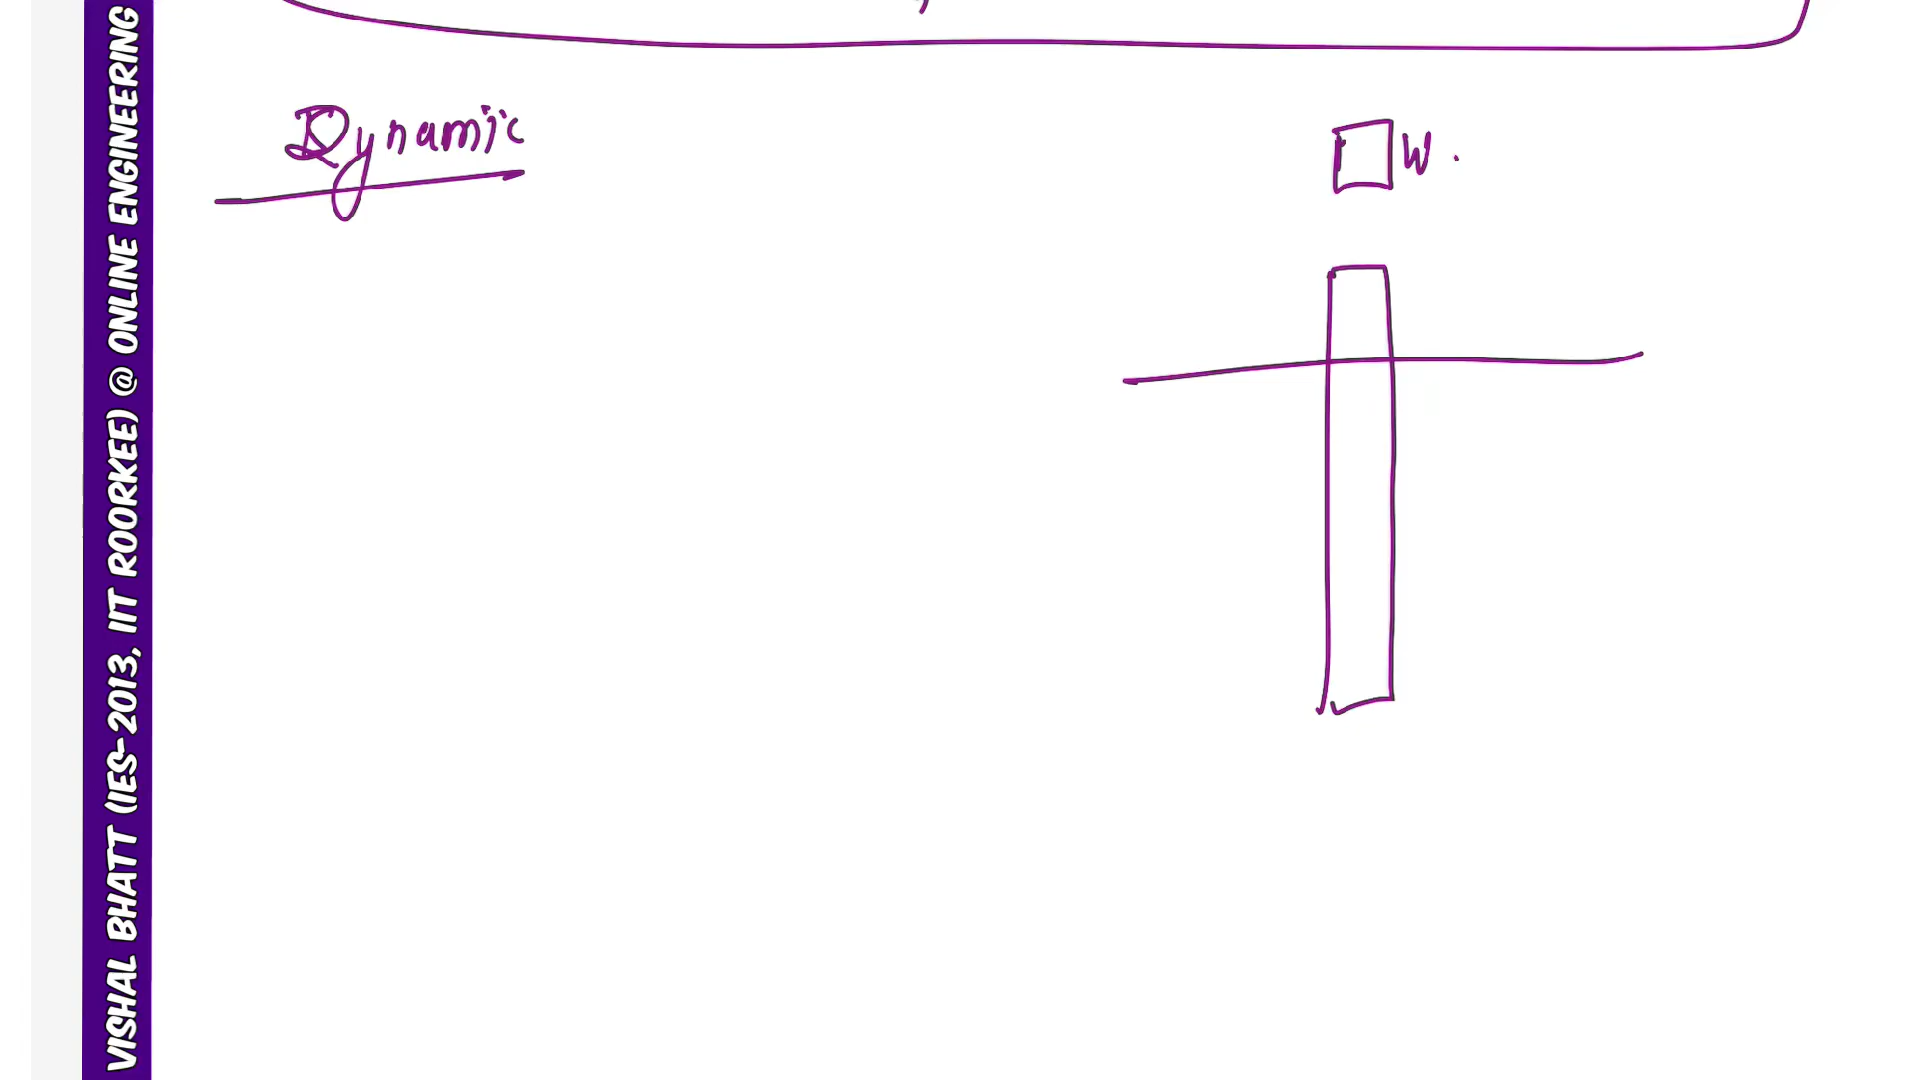 VISHAL BHATT (IES-2013, IIT ROORKEE) @ ONLINE ENGINEERING
Dynamic
W.